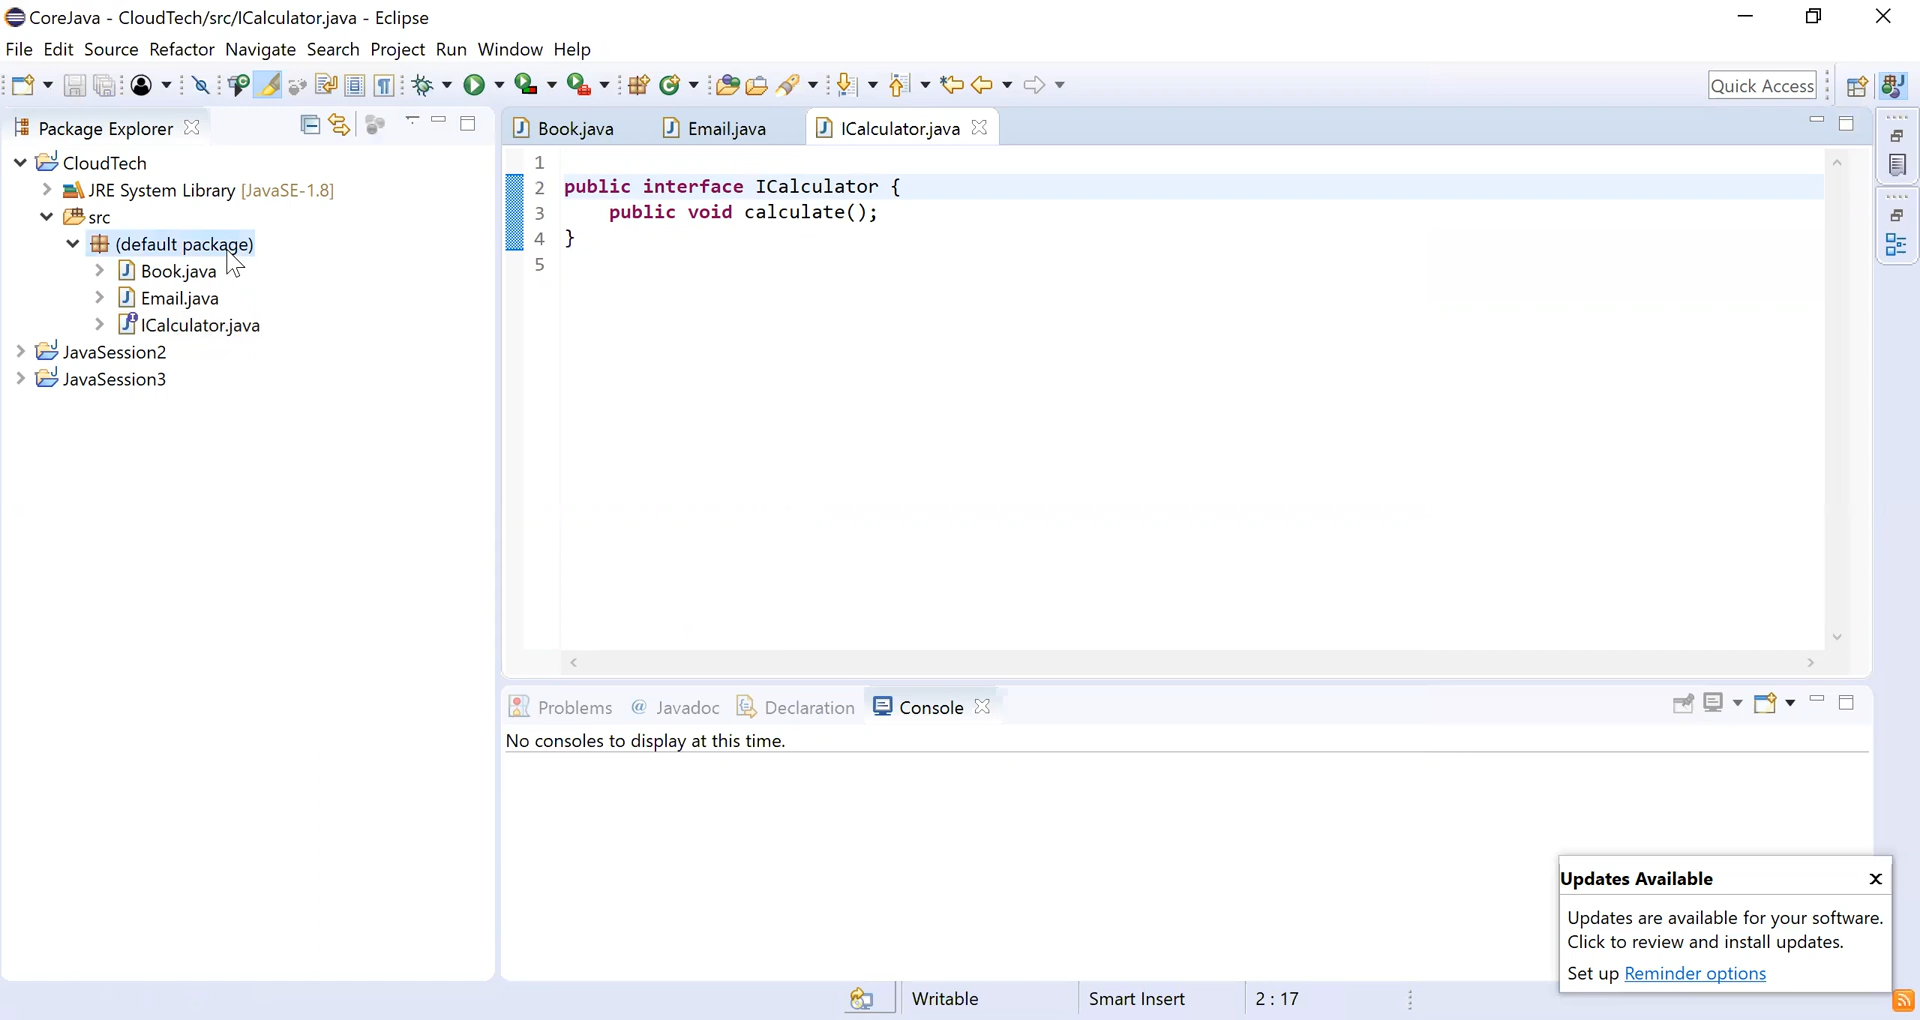 CoreJava - CloudTech/src/ICalculator.java - Eclipse
File Edit Source Refactor Navigate Search Project Run Window Help
Quick Access
Package Explorer
CloudTech
JRE System Library [JavaSE-1.8]
src
(default package)
Book.java
Email.java
ICalculator.java
JavaSession2
JavaSession3
Book.java Email.java ICalculator.java
1
2 public interface ICalculator {
3 public void calculate();
4 }
5
Problems @ Javadoc Declaration Console
No consoles to display at this time.
Updates Available
Updates are available for your software.
Click to review and install updates.
Set up Reminder options
Writable Smart Insert 2 : 17